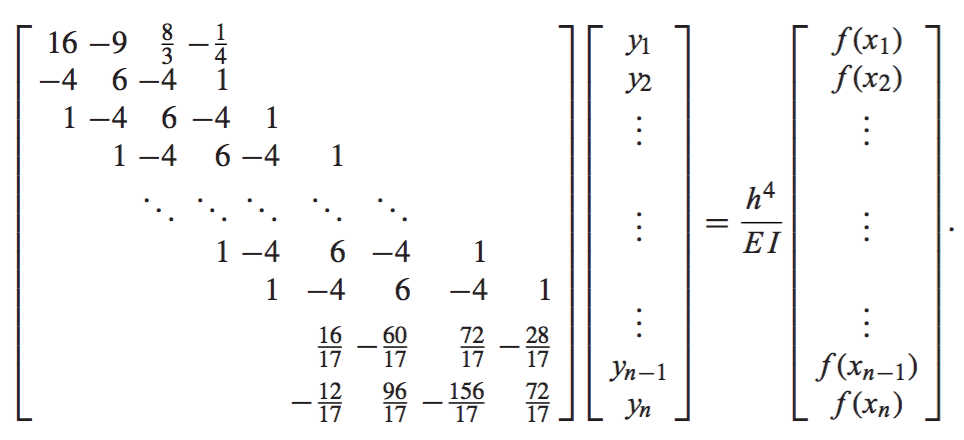 16 −9 8/3 −1/4 y₁ f(x₁)
−4 6 −4 1 y₂ f(x₂)
1 −4 6 −4 1 ⋮ ⋮
1 −4 6 −4 1
⋱ ⋱ ⋱ ⋱ ⋱ ⋮ = h⁴/EI ⋮ .
1 −4 6 −4 1
1 −4 6 −4 1
16/17 −60/17 72/17 −28/17 ⋮ yₙ₋₁ ⋮ f(xₙ₋₁)
−12/17 96/17 −156/17 72/17 yₙ f(xₙ)